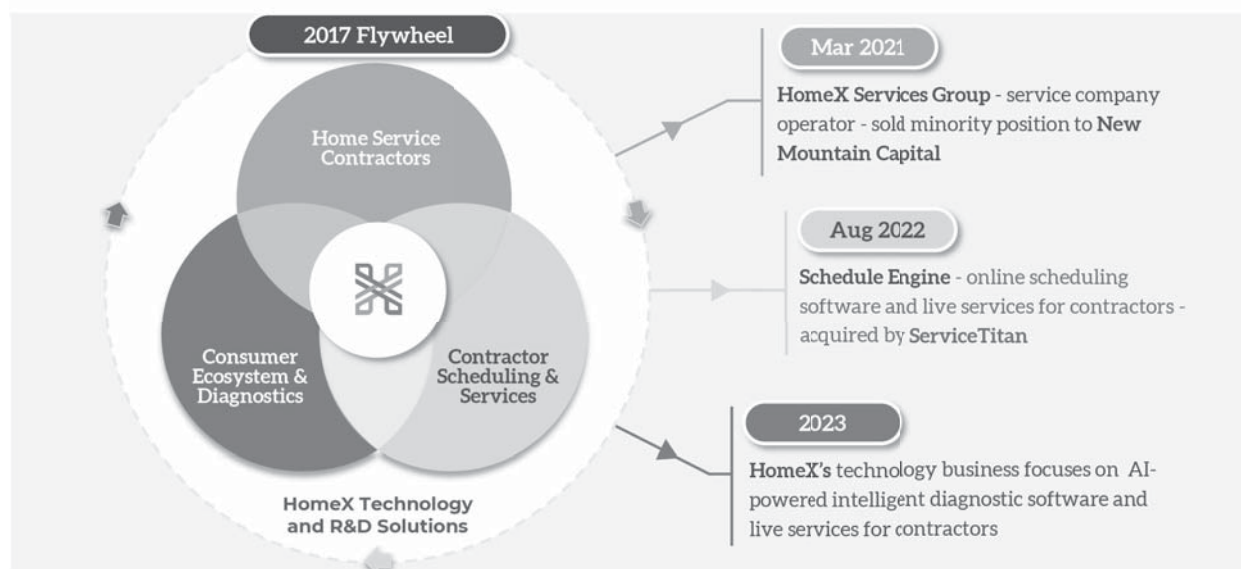 2017 Flywheel
Home Service
Contractors
Consumer
Ecosystem &
Diagnostics
Contractor
Scheduling &
Services
HomeX Technology
and R&D Solutions
Mar 2021
HomeX Services Group - service company
operator - sold minority position to New
Mountain Capital
Aug 2022
Schedule Engine - online scheduling
software and live services for contractors -
acquired by ServiceTitan
2023
HomeX's technology business focuses on AI-
powered intelligent diagnostic software and
live services for contractors